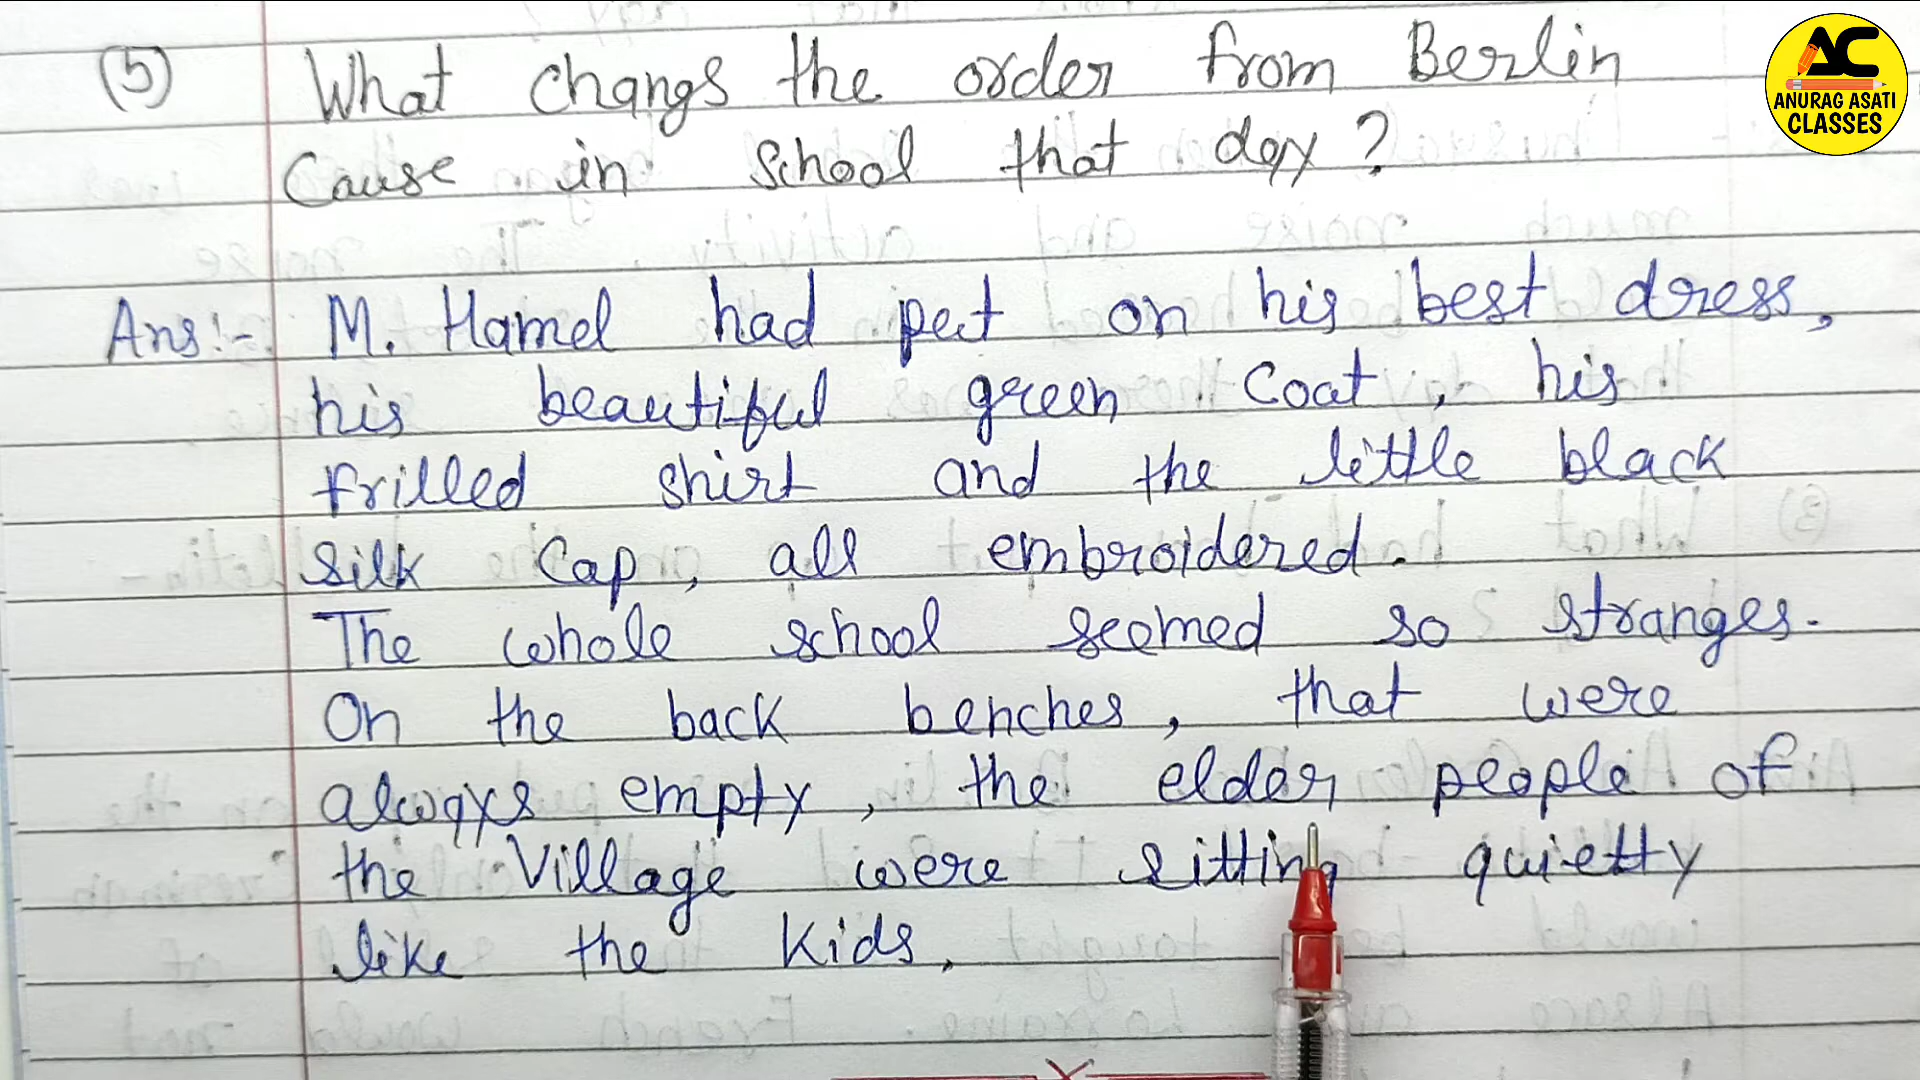 (5) What changs the order from Berlin
Cause in School that day?
Ans:- M. Hamel had put on his best dress,
his beautiful green Coat, his
frilled shirt and the little black
Silk Cap, all embroidered.
The whole school seemed so stranges.
On the back benches, that were
always empty, the elder people of
the Village were sitting quietty
like the Kids.
AC
ANURAG ASATI
CLASSES